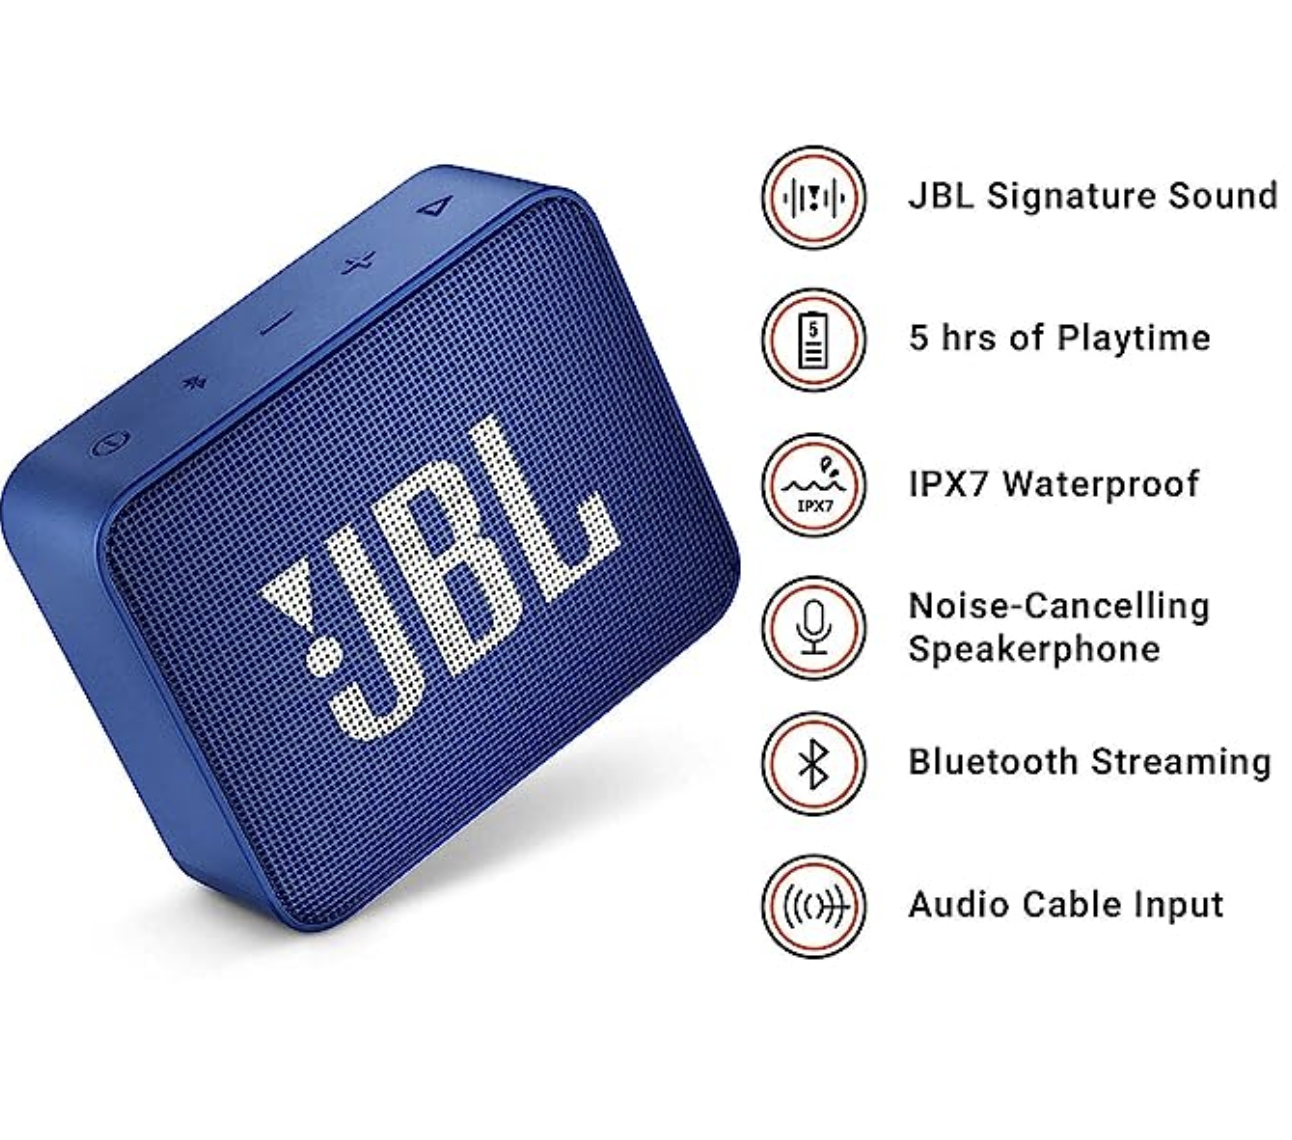 JBL
JBL Signature Sound
5
5 hrs of Playtime
IPX7
IPX7 Waterproof
Noise-Cancelling
Speakerphone
Bluetooth Streaming
Audio Cable Input